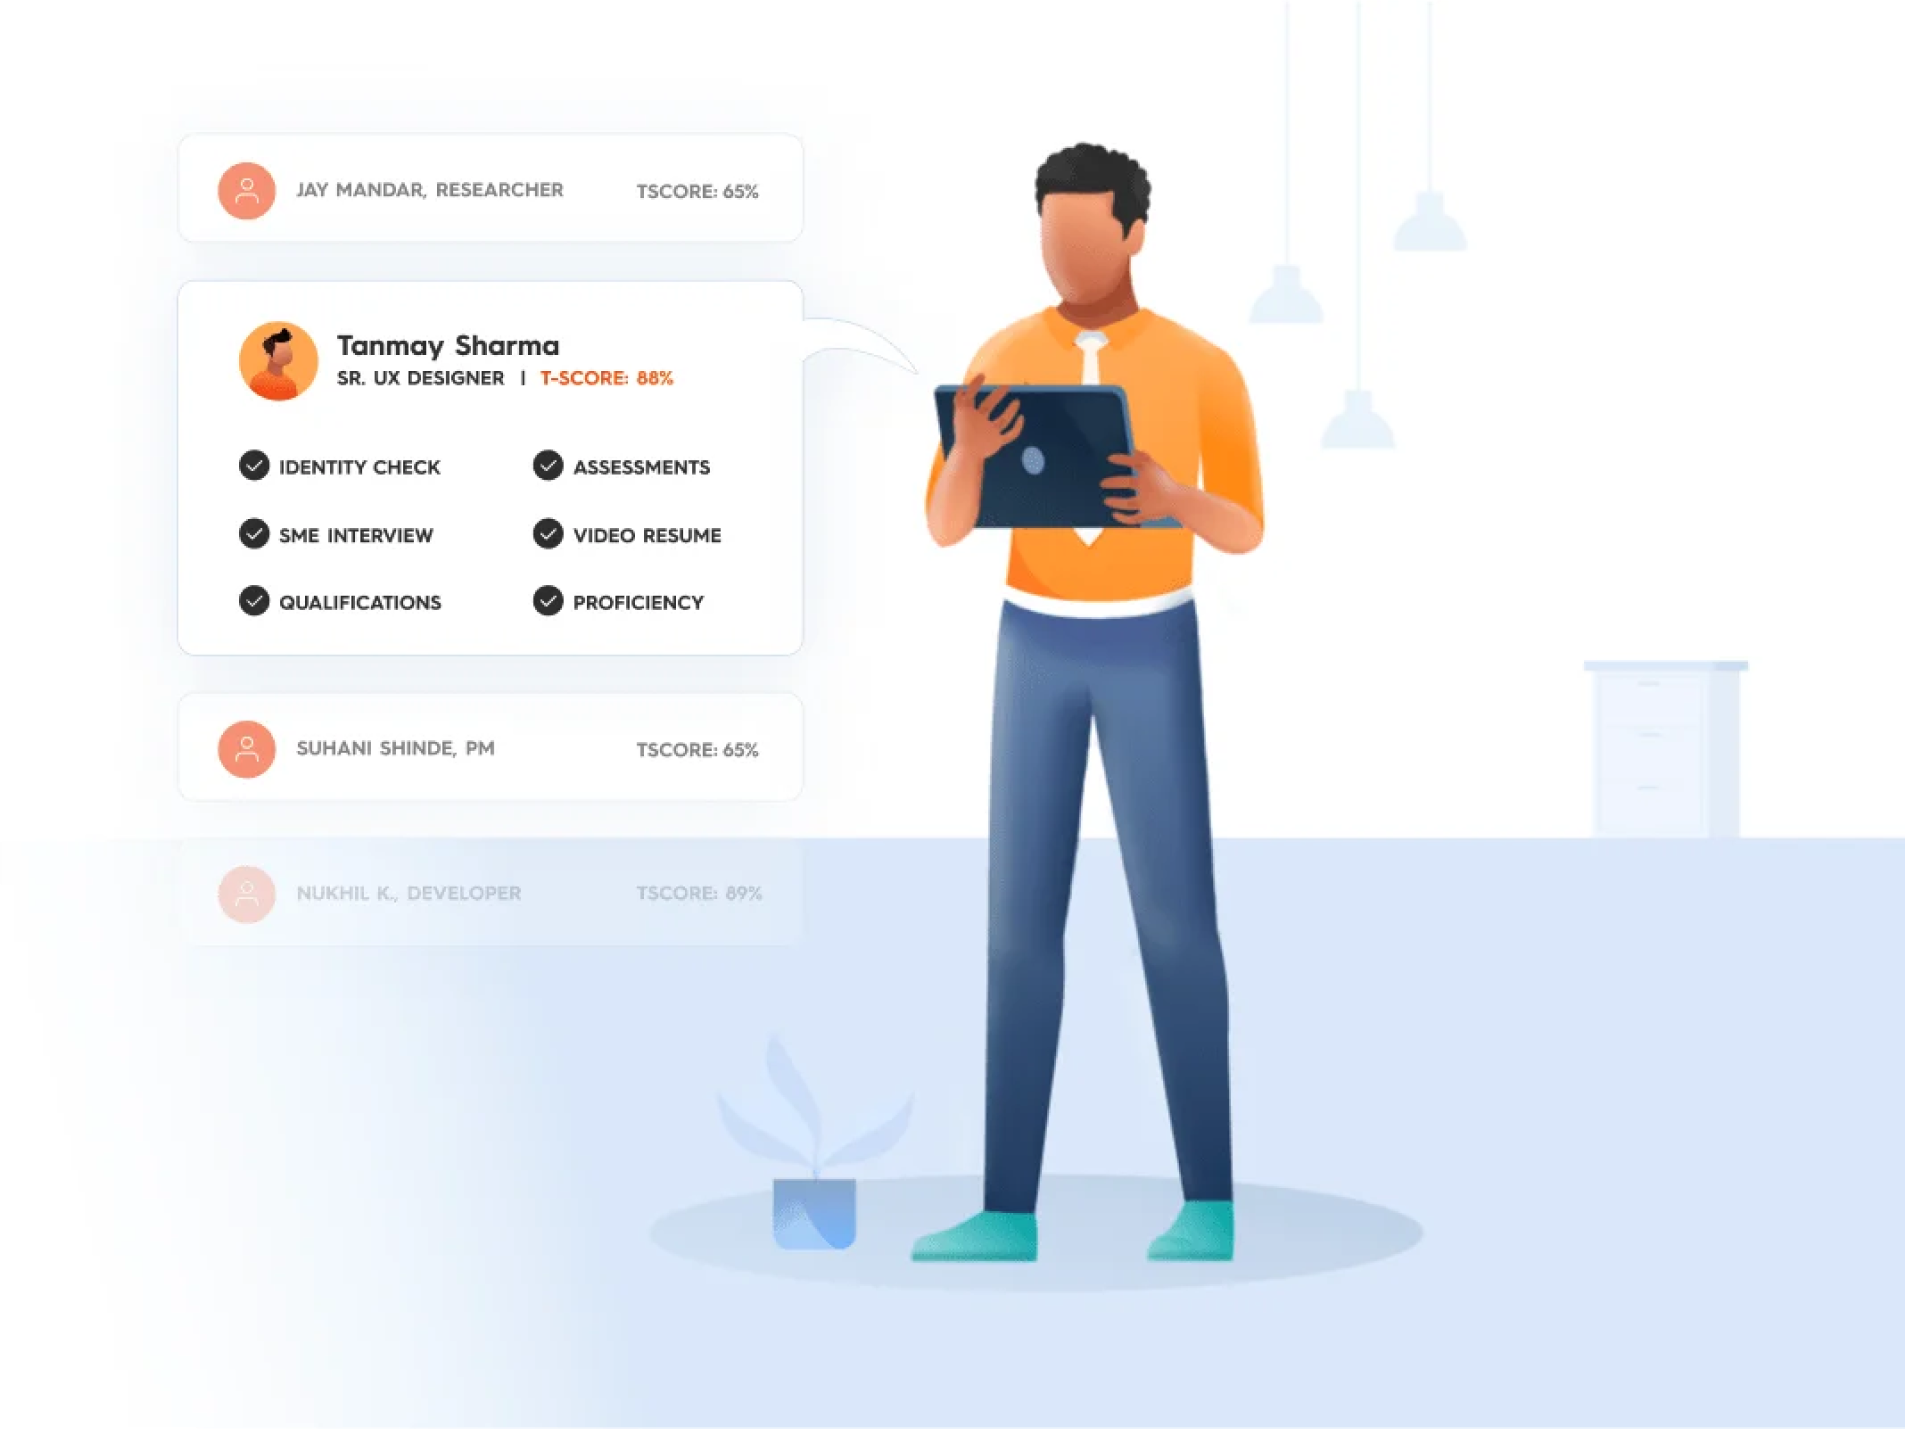 JAY MANDAR, RESEARCHER TSCORE: 65%
Tanmay Sharma
SR. UX DESIGNER | T-SCORE: 88%
IDENTITY CHECK ASSESSMENTS
SME INTERVIEW VIDEO RESUME
QUALIFICATIONS PROFICIENCY
SUHANI SHINDE, PM TSCORE: 65%
NUKHIL K., DEVELOPER TSCORE: 89%